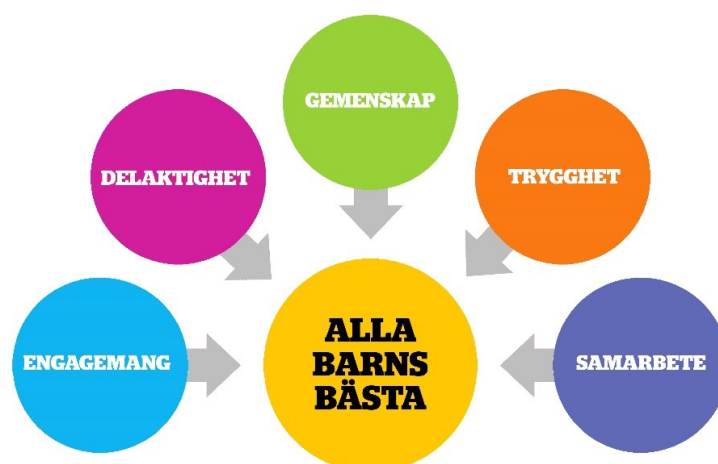 GEMENSKAP
DELAKTIGHET
TRYGGHET
ENGAGEMANG
ALLA
BARNS
BÄSTA
SAMARBETE